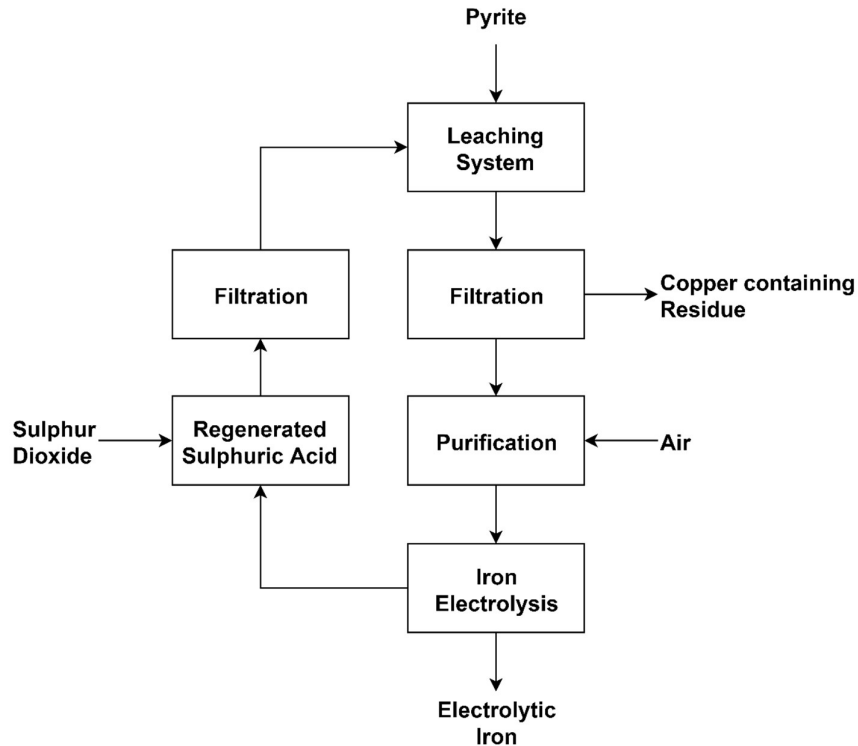 Pyrite
Leaching
System
Filtration
Filtration
Copper containing
Residue
Sulphur
Dioxide
Regenerated
Sulphuric Acid
Purification
Air
Iron
Electrolysis
Electrolytic
Iron